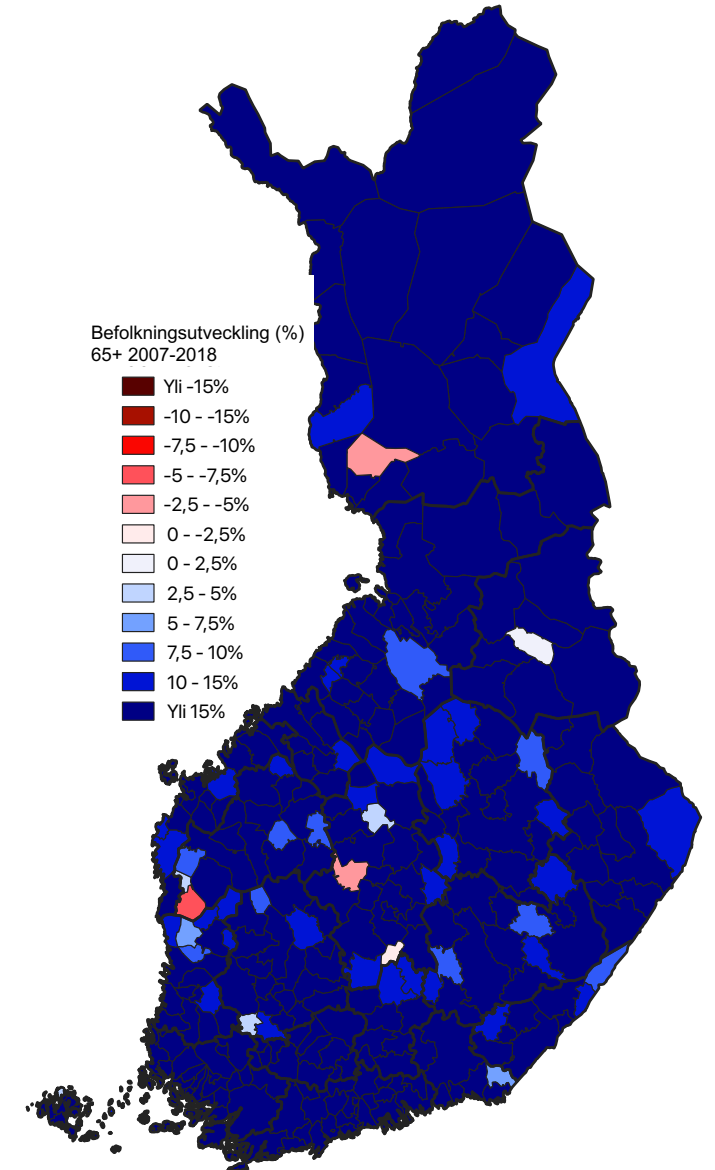 Befolkningsutveckling (%)
65+ 2007-2018
Yli -15%
-10 - -15%
-7,5 - -10%
-5 - -7,5%
-2,5 - -5%
0 - -2,5%
0 - 2,5%
2,5 - 5%
5 - 7,5%
7,5 - 10%
10 - 15%
Yli 15%